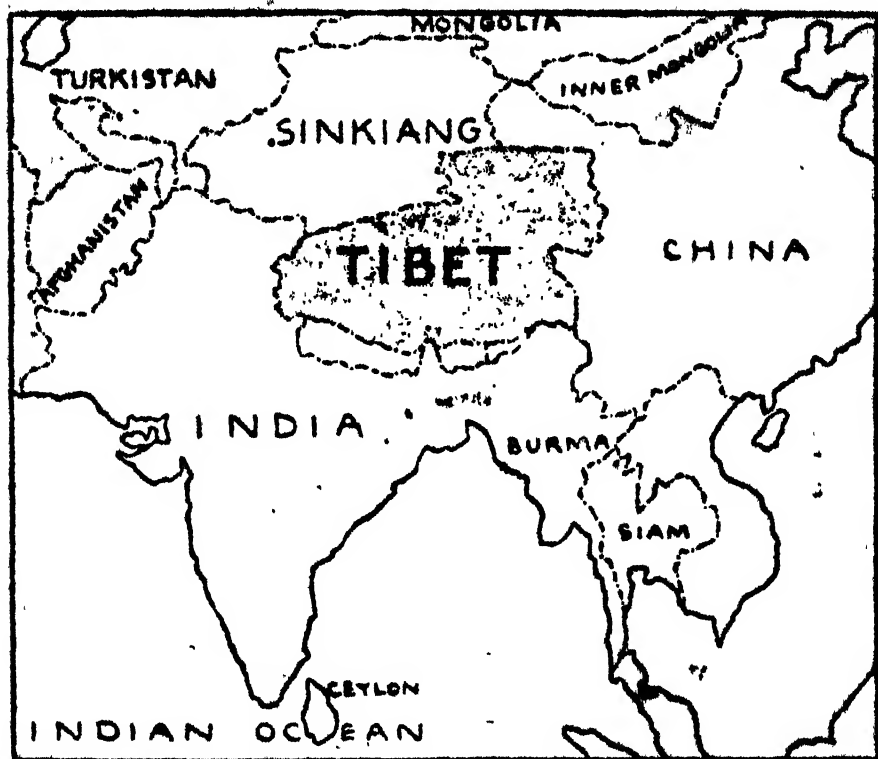 MONGOLIA
TURKISTAN
INNER MONGOLIA
SINKIANG
AFGHANISTAN
TIBET
CHINA
INDIA
BURMA
SIAM
CEYLON
INDIAN OCEAN